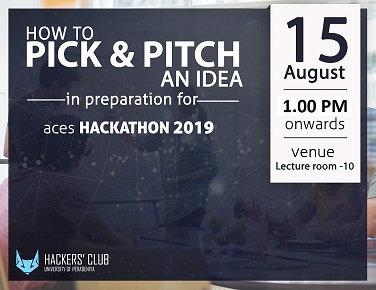 HOW TO
PICK & PITCH
AN IDEA
in preparation for
aces HACKATHON 2019
15
August
1.00 PM
onwards
venue
Lecture room -10
HACKERS' CLUB
UNIVERSITY OF PERADENIYA